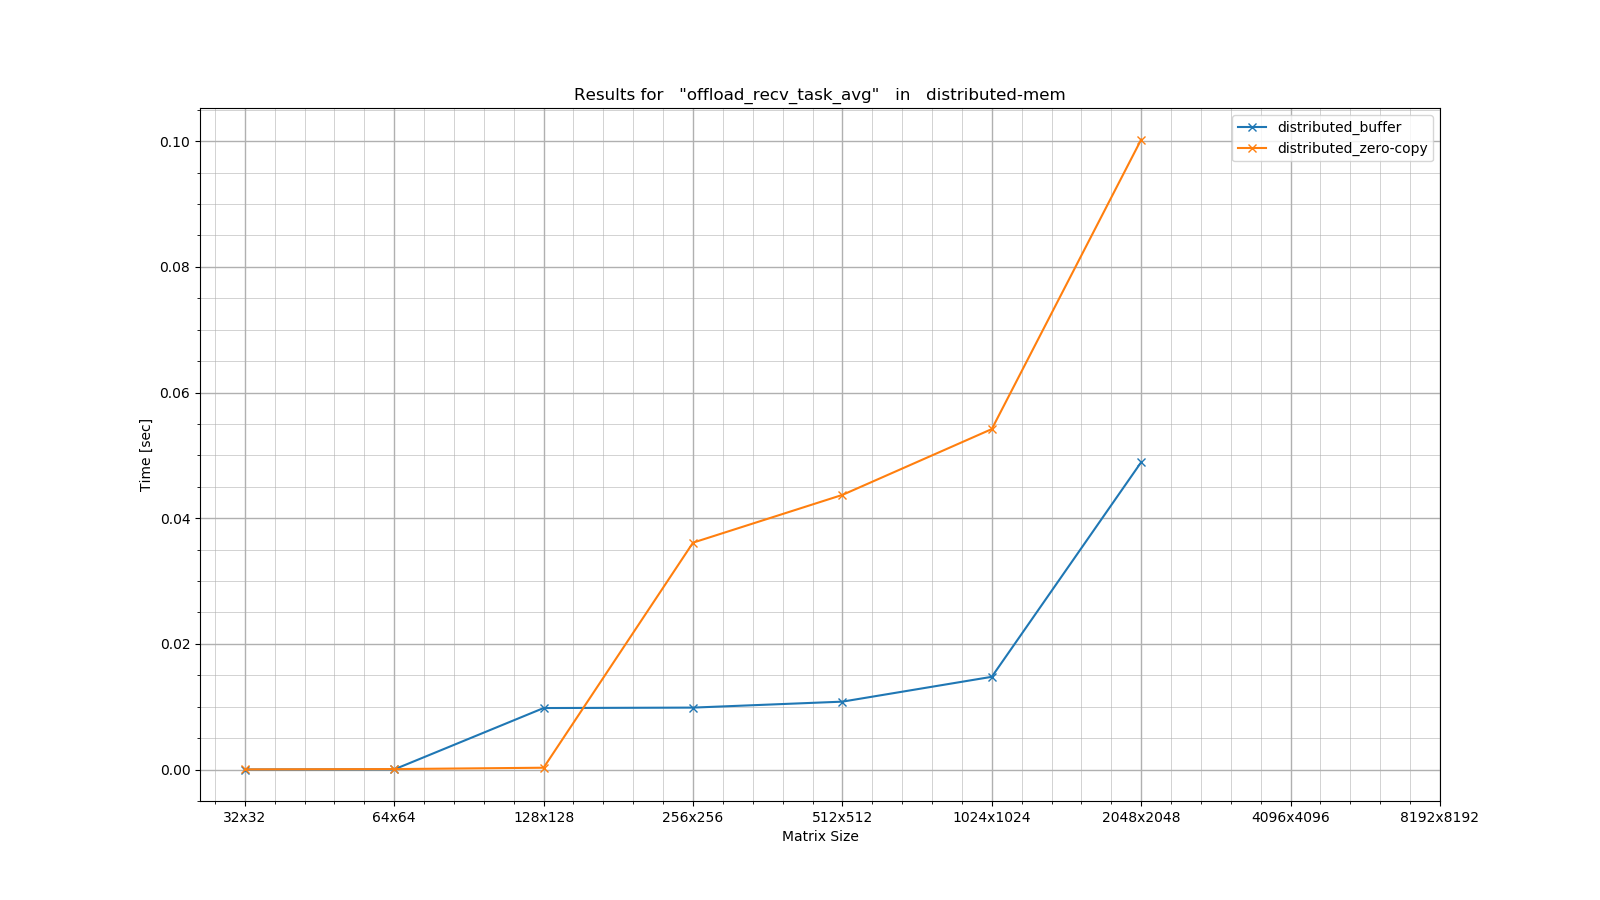 Results for "offload_recv_task_avg" in distributed-mem
distributed_buffer
distributed_zero-copy
0.10
0.08
0.06
0.04
0.02
0.00
Time [sec]
32x32 64x64 128x128 256x256 512x512 1024x1024 2048x2048 4096x4096 8192x8192
Matrix Size